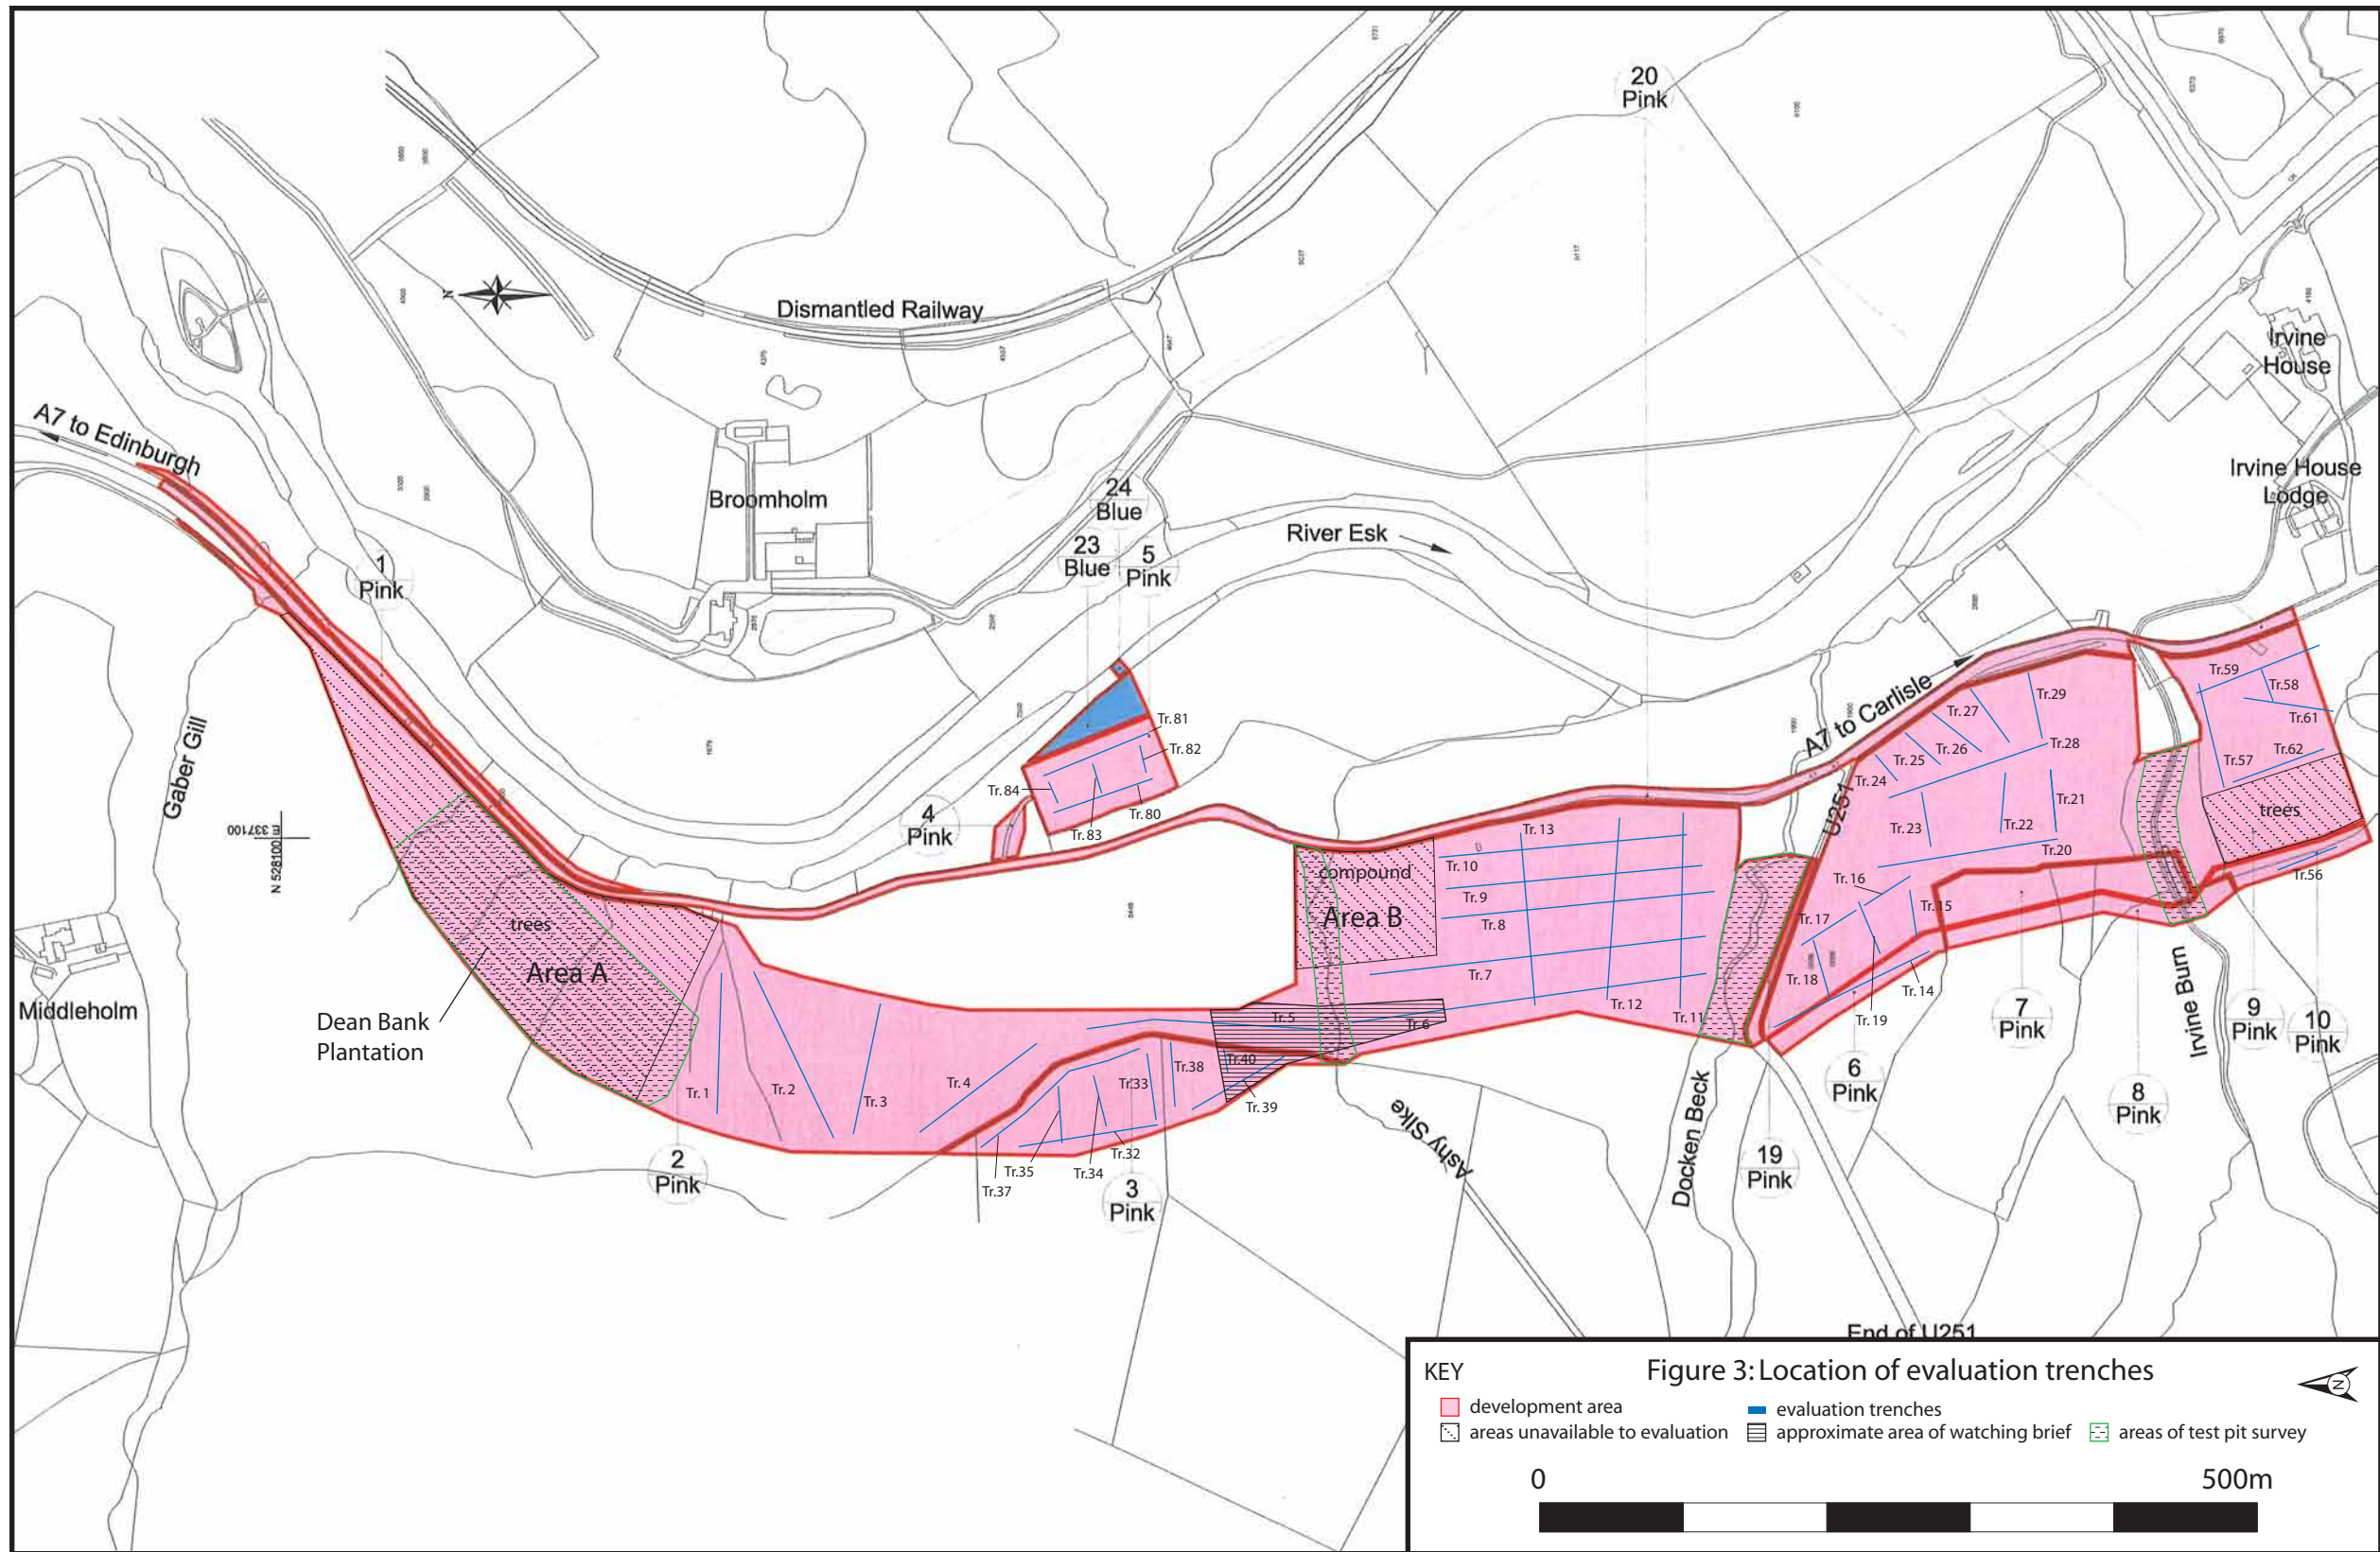 20
Pink
N
Dismantled Railway
Irvine
House
A7 to Edinburgh
Irvine House
Lodge
Broomholm
24
Blue
23
Blue
5
Pink
River Esk
1
Pink
Tr.59
Tr.58
Tr.61
Tr.62
Tr.57
trees
Tr.56
Tr.29
Tr.27
Tr.28
Tr.26
Tr.25
Tr.24
Tr.21
Tr.22
Tr.23
Tr.20
A7 to Carlisle
U251
Tr.81
Tr.82
Tr.84
Tr.80
Tr.83
4
Pink
Gaber Gill
E 337100
N 528100
Tr.13
Tr.10
Tr.9
Tr.8
Tr.7
Tr.12
Tr.11
compound
Area B
Tr.16
Tr.15
Tr.17
Tr.18
Tr.14
Tr.19
trees
Area A
Dean Bank
Plantation
Middleholm
Tr.5
Tr.6
Tr.40
Tr.39
Tr.38
Tr.33
Tr.4
Tr.1
Tr.2
Tr.3
Tr.32
Tr.34
Tr.35
Tr.37
2
Pink
3
Pink
Ashy Sike
Docken Beck
19
Pink
6
Pink
7
Pink
8
Pink
Irvine Burn
9
Pink
10
Pink
End of U251
KEY
Figure 3: Location of evaluation trenches
N
development area
evaluation trenches
areas unavailable to evaluation
approximate area of watching brief
areas of test pit survey
0
500m